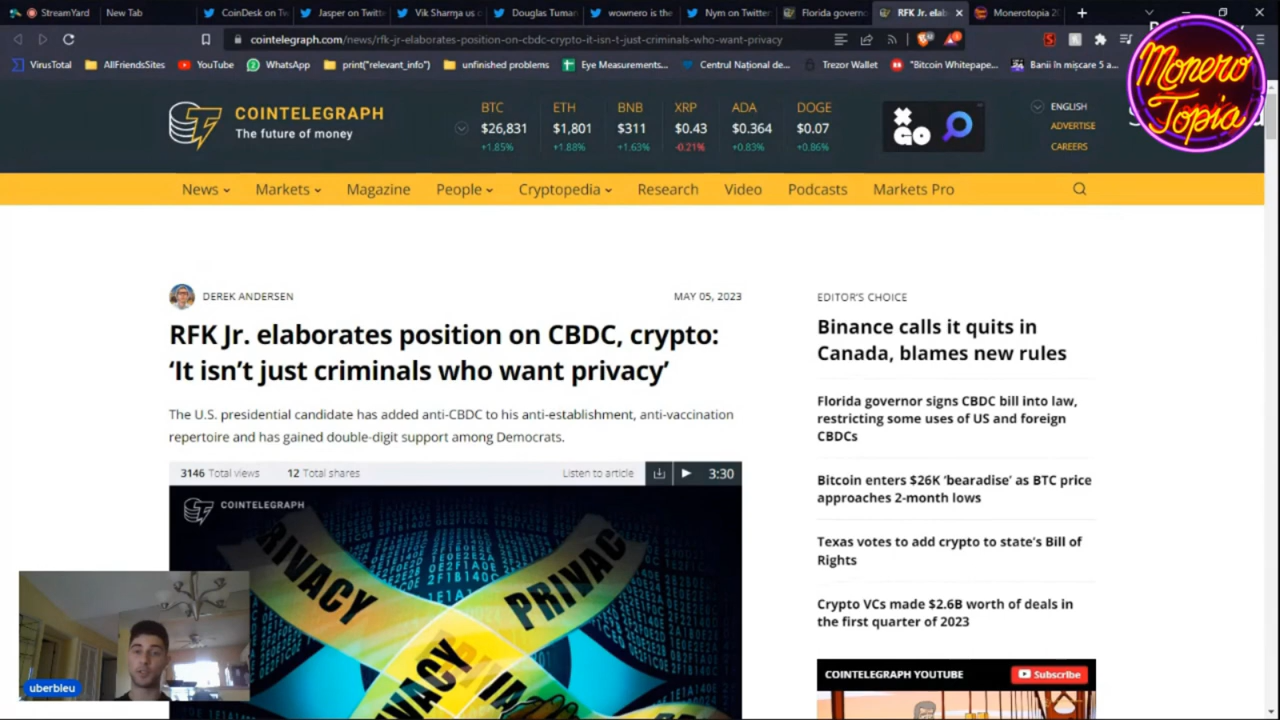 StreamYard
New Tab
CoinDesk on Tw
Jasper on Twitt
Vik Sharma us c
Douglas Tuman
wownero is the
Nym on Twitter
Florida governo
RFK Jr. elab
Monerotopia 20
cointelegraph.com/news/rfk-jr-elaborates-position-on-cbdc-crypto-it-isn-t-just-criminals-who-want-privacy
VirusTotal
AllFriendsSites
YouTube
WhatsApp
print("relevant_info")
unfinished problems
Eye Measurements...
Centrul Național de...
Trezor Wallet
"Bitcoin Whitepape...
Banii în mișcare 5 a...
Monero
Topia
COINTELEGRAPH
The future of money
BTC
ETH
BNB
XRP
ADA
DOGE
$26,831
$1,801
$311
$0.43
$0.364
$0.07
+1.85%
+1.88%
+1.63%
-0.21%
+0.83%
+0.86%
GO
ENGLISH
ADVERTISE
CAREERS
News
Markets
Magazine
People
Cryptopedia
Research
Video
Podcasts
Markets Pro
DEREK ANDERSEN
MAY 05, 2023
RFK Jr. elaborates position on CBDC, crypto:
‘It isn’t just criminals who want privacy’
The U.S. presidential candidate has added anti-CBDC to his anti-establishment, anti-vaccination
repertoire and has gained double-digit support among Democrats.
3146 Total views
12 Total shares
Listen to article
3:30
COINTELEGRAPH
RIVACY
PRIVAC
VACY
EDITOR'S CHOICE
Binance calls it quits in
Canada, blames new rules
Florida governor signs CBDC bill into law,
restricting some uses of US and foreign
CBDCs
Bitcoin enters $26K ‘bearadise’ as BTC price
approaches 2-month lows
Texas votes to add crypto to state’s Bill of
Rights
Crypto VCs made $2.6B worth of deals in
the first quarter of 2023
COINTELEGRAPH YOUTUBE
Subscribe
uberbleu